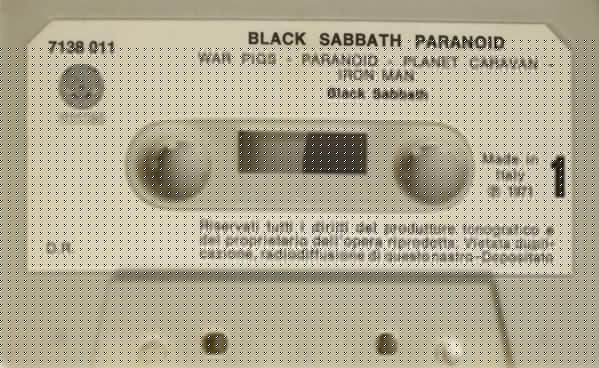 BLACK SABBATH PARANOID
7138 011
WAR PIGS - PARANOID - PLANET CARAVAN -
IRON MAN
Black Sabbath
Made in
Italy
℗ 1971
1
Riservati tutti i diritti del produttore fonografico e
del proprietario dell'opera riprodotta. Vietata dupli-
cazione, radiodiffusione di questo nastro-Depositato
D.R.